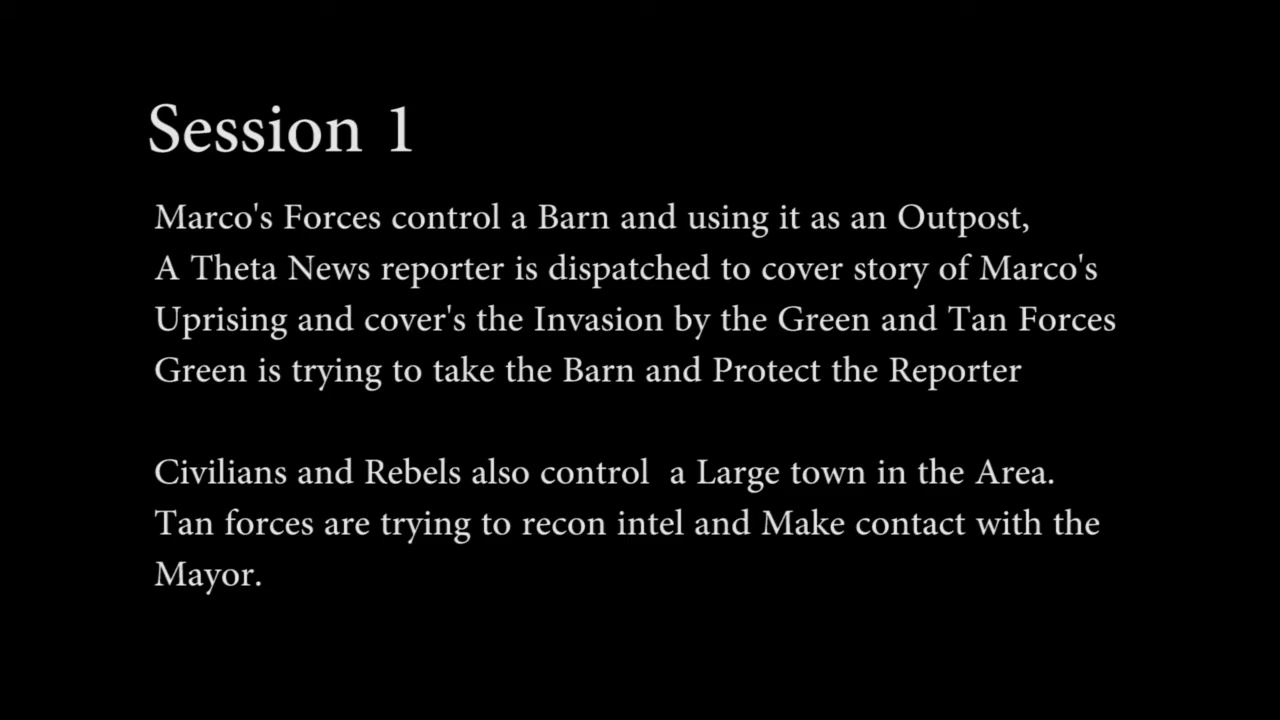 Session 1
Marco's Forces control a Barn and using it as an Outpost,
A Theta News reporter is dispatched to cover story of Marco's
Uprising and cover's the Invasion by the Green and Tan Forces
Green is trying to take the Barn and Protect the Reporter
Civilians and Rebels also control  a Large town in the Area.
Tan forces are trying to recon intel and Make contact with the
Mayor.